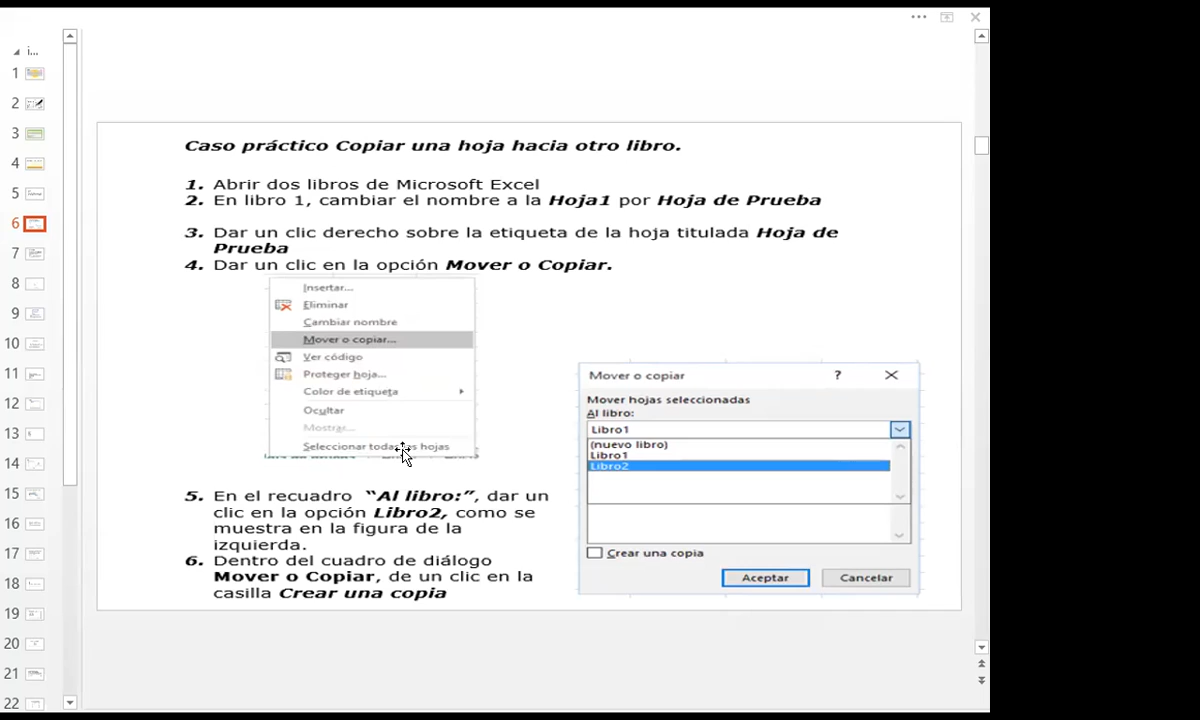 i...
1
2
3
4
5
6
7
8
9
10
11
12
13
14
15
16
17
18
19
20
21
22
Caso práctico Copiar una hoja hacia otro libro.
1. Abrir dos libros de Microsoft Excel
2. En libro 1, cambiar el nombre a la Hoja1 por Hoja de Prueba
3. Dar un clic derecho sobre la etiqueta de la hoja titulada Hoja de
Prueba
4. Dar un clic en la opción Mover o Copiar.
Insertar...
Eliminar
Cambiar nombre
Mover o copiar...
Ver código
Proteger hoja...
Color de etiqueta
Ocultar
Mostrar...
Seleccionar todas las hojas
5. En el recuadro “Al libro:”, dar un
clic en la opción Libro2, como se
muestra en la figura de la
izquierda.
6. Dentro del cuadro de diálogo
Mover o Copiar, de un clic en la
casilla Crear una copia
Mover o copiar
?
Mover hojas seleccionadas
Al libro:
Libro1
(nuevo libro)
Libro1
Libro2
Crear una copia
Aceptar
Cancelar